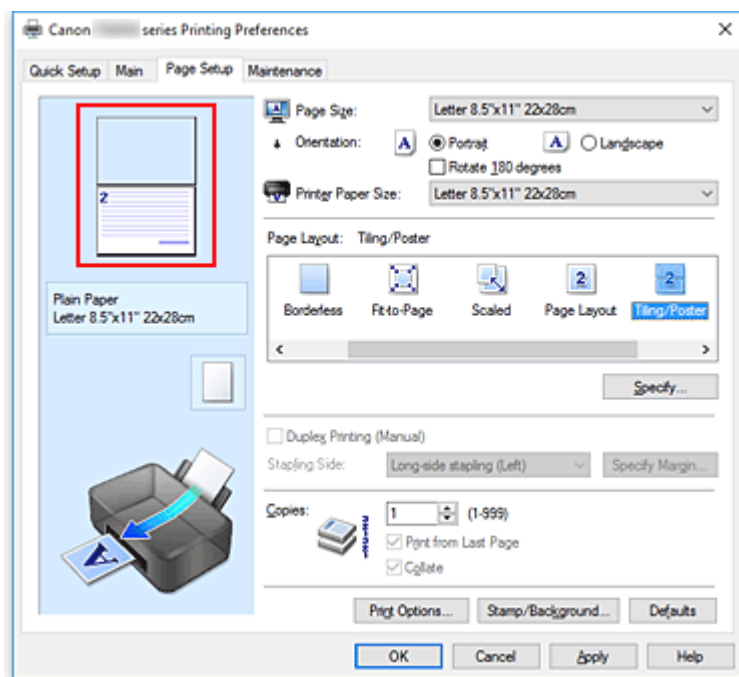 Canon series Printing Preferences
Quick Setup Main Page Setup Maintenance
2
Plain Paper
Letter 8.5"x11" 22x28cm
A
Page Size: Letter 8.5"x11" 22x28cm
Orientation: A Portrait A Landscape
Rotate 180 degrees
Printer Paper Size: Letter 8.5"x11" 22x28cm
Page Layout: Tiling/Poster
2 2
Borderless Fit-to-Page Scaled Page Layout Tiling/Poster
Specify...
Duplex Printing (Manual)
Stapling Side: Long-side stapling (Left) Specify Margin...
Copies: 1 (1-999)
Print from Last Page
Collate
Print Options... Stamp/Background... Defaults
OK Cancel Apply Help